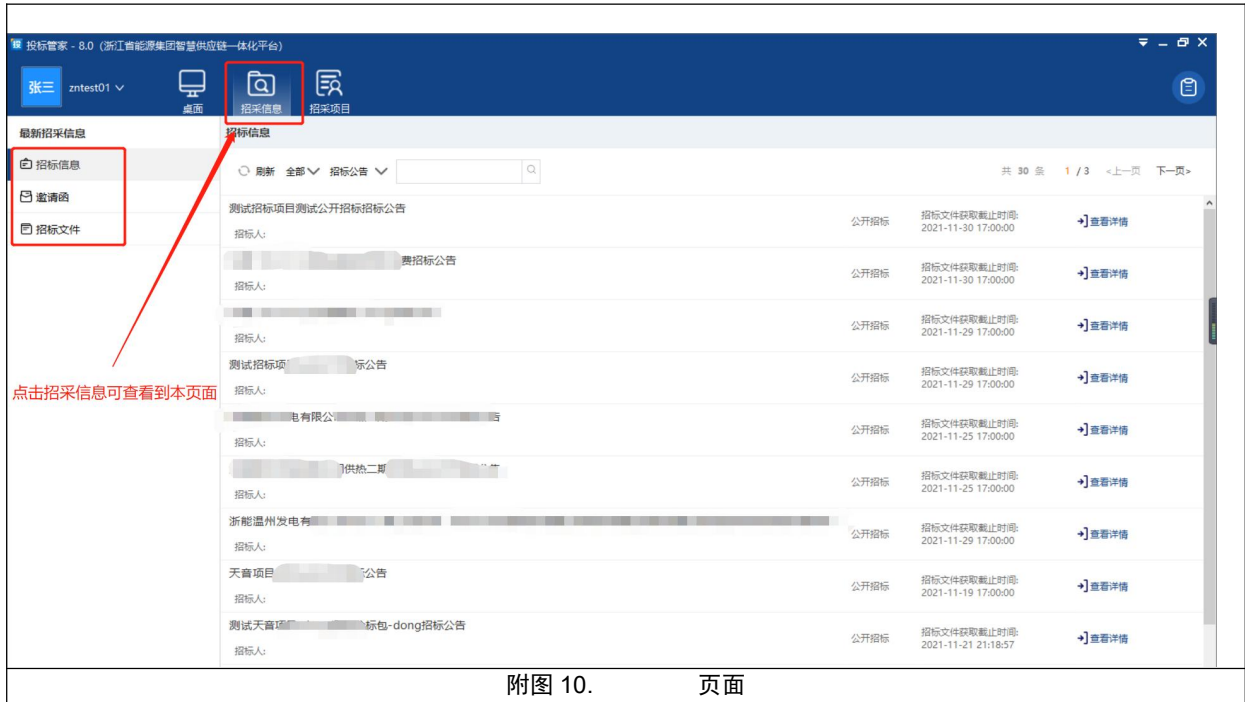 投标管家 - 8.0（浙江省能源集团智慧供应链一体化平台）
张三 zntest01
桌面 招采信息 招采项目
最新招采信息
招标信息
招标信息
邀请函
招标文件
刷新 全部 招标公告
共 30 条 1 / 3 <上一页 下一页>
测试招标项目测试公开招标招标公告
招标人:
公开招标
招标文件获取截止时间:
2021-11-30 17:00:00
查看详情
费招标公告
招标人:
公开招标
招标文件获取截止时间:
2021-11-30 17:00:00
查看详情
招标人:
公开招标
招标文件获取截止时间:
2021-11-29 17:00:00
查看详情
测试招标项 标公告
招标人:
公开招标
招标文件获取截止时间:
2021-11-29 17:00:00
查看详情
电有限公 告
招标人:
公开招标
招标文件获取截止时间:
2021-11-25 17:00:00
查看详情
供热二期
招标人:
公开招标
招标文件获取截止时间:
2021-11-25 17:00:00
查看详情
浙能温州发电有
招标人:
公开招标
招标文件获取截止时间:
2021-11-29 17:00:00
查看详情
天音项目 公告
招标人:
公开招标
招标文件获取截止时间:
2021-11-19 17:00:00
查看详情
测试天音项 标包-dong招标公告
招标人:
公开招标
招标文件获取截止时间:
2021-11-21 21:18:57
查看详情
点击招采信息可查看到本页面
附图 10. 页面